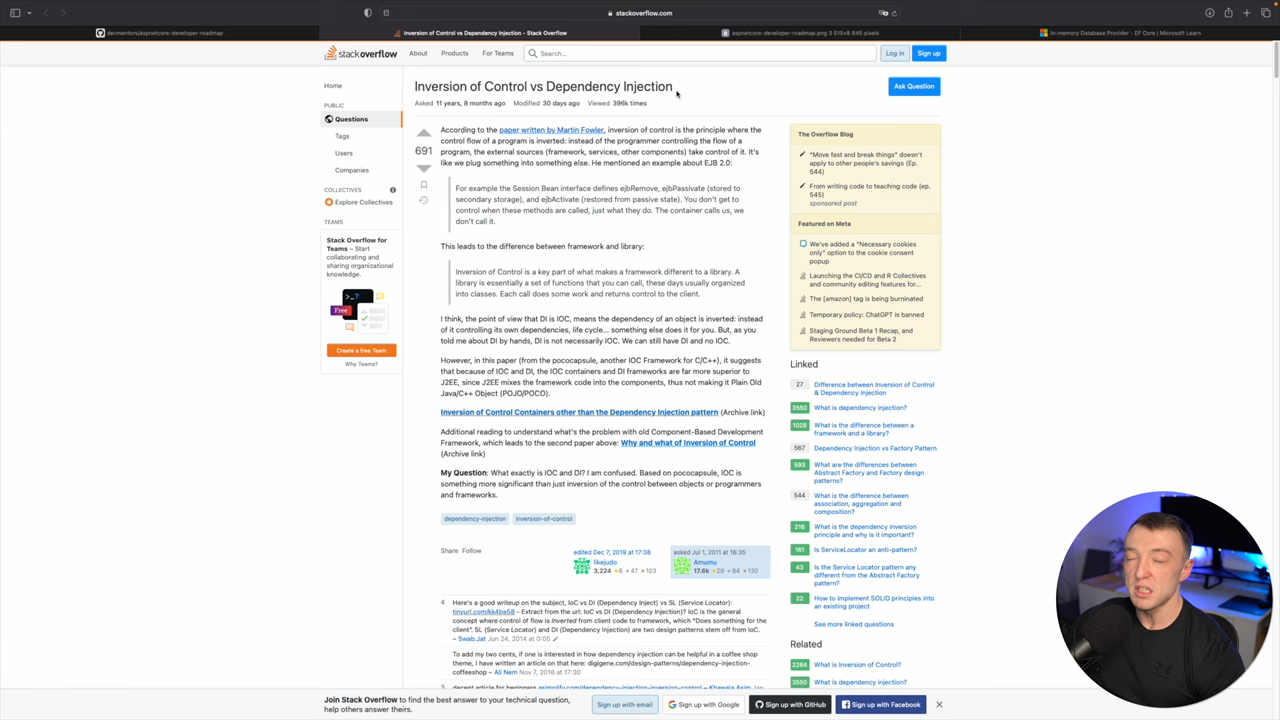 stackoverflow.com
devmentors/aspnetcore-developer-roadmap
Inversion of Control vs Dependency Injection - Stack Overflow
aspnetcore-developer-roadmap.png 3 515×8 845 pixels
In-memory Database Provider - EF Core | Microsoft Learn
stackoverflow
About
Products
For Teams
Search...
Log in
Sign up
Home
PUBLIC
Questions
Tags
Users
Companies
COLLECTIVES
Explore Collectives
TEAMS
Stack Overflow for
Teams – Start
collaborating and
sharing organizational
knowledge.
Free
Create a free Team
Why Teams?
Inversion of Control vs Dependency Injection
Ask Question
Asked 11 years, 8 months ago Modified 30 days ago Viewed 396k times
691
According to the paper written by Martin Fowler, inversion of control is the principle where the
control flow of a program is inverted: instead of the programmer controlling the flow of
a program, the external sources (framework, services, other components) take control of it. It's
like we plug something into something else. He mentioned an example about EJB 2.0:
For example the Session Bean interface defines ejbRemove, ejbPassivate (stored to
secondary storage), and ejbActivate (restored from passive state). You don't get to
control when these methods are called, just what they do. The container calls us, we
don't call it.
This leads to the difference between framework and library:
Inversion of Control is a key part of what makes a framework different to a library. A
library is essentially a set of functions that you can call, these days usually organized
into classes. Each call does some work and returns control to the client.
I think, the point of view that DI is IOC, means the dependency of an object is inverted: instead
of it controlling its own dependencies, life cycle... something else does it for you. But, as you
told me about DI by hands, DI is not necessarily IOC. We can still have DI and no IOC.
However, in this paper (from the pococapsule, another IOC Framework for C/C++), it suggests
that because of IOC and DI, the IOC containers and DI frameworks are far more superior to
J2EE, since J2EE mixes the framework code into the components, thus not making it Plain Old
Java/C++ Object (POJO/POCO).
Inversion of Control Containers other than the Dependency Injection pattern (Archive link)
Additional reading to understand what's the problem with old Component-Based Development
Framework, which leads to the second paper above: Why and what of Inversion of Control
(Archive link)
My Question: What exactly is IOC and DI? I am confused. Based on pococapsule, IOC is
something more significant than just inversion of the control between objects or programmers
and frameworks.
dependency-injection
inversion-of-control
Share Follow
edited Dec 7, 2019 at 17:38
ilkejudo
3,224 6 47 103
asked Jul 1, 2011 at 16:35
Amumu
17.6k 29 84 130
4 Here's a good writeup on the subject, IoC vs DI (Dependency Inject) vs SL (Service Locator):
tinyurl.com/kk4be58 - Extract from the url: IoC vs DI (Dependency Injection)? IoC is the general
concept where control of flow is Inverted from client code to framework, which "Does something for the
client". SL (Service Locator) and DI (Dependency Injection) are two design patterns stem off from IoC.
– Swab.Jat Jun 24, 2014 at 0:05
To add my two cents, if one is interested in how dependency injection can be helpful in a coffee shop
theme, I have written an article on that here: digigene.com/design-patterns/dependency-injection-
coffeeshop – Ali Nem Nov 7, 2016 at 17:30
3 decent article for beginners asimplify.com/dependency-injection-inversion-control – Khawaja Asim Jan
The Overflow Blog
"Move fast and break things" doesn't
apply to other people's savings (Ep.
544)
From writing code to teaching code (ep.
545)
sponsored post
Featured on Meta
We've added a "Necessary cookies
only" option to the cookie consent
popup
Launching the CI/CD and R Collectives
and community editing features for...
The [amazon] tag is being burninated
Temporary policy: ChatGPT is banned
Staging Ground Beta 1 Recap, and
Reviewers needed for Beta 2
Linked
27 Difference between Inversion of Control
& Dependency Injection
3550 What is dependency injection?
1028 What is the difference between a
framework and a library?
567 Dependency Injection vs Factory Pattern
593 What are the differences between
Abstract Factory and Factory design
patterns?
544 What is the difference between
association, aggregation and
composition?
216 What is the dependency inversion
principle and why is it important?
161 Is ServiceLocator an anti-pattern?
43 Is the Service Locator pattern any
different from the Abstract Factory
pattern?
22 How to implement SOLID principles into
an existing project
See more linked questions
Related
2264 What is Inversion of Control?
3550 What is dependency injection?
Join Stack Overflow to find the best answer to your technical question,
help others answer theirs.
Sign up with email
Sign up with Google
Sign up with GitHub
Sign up with Facebook